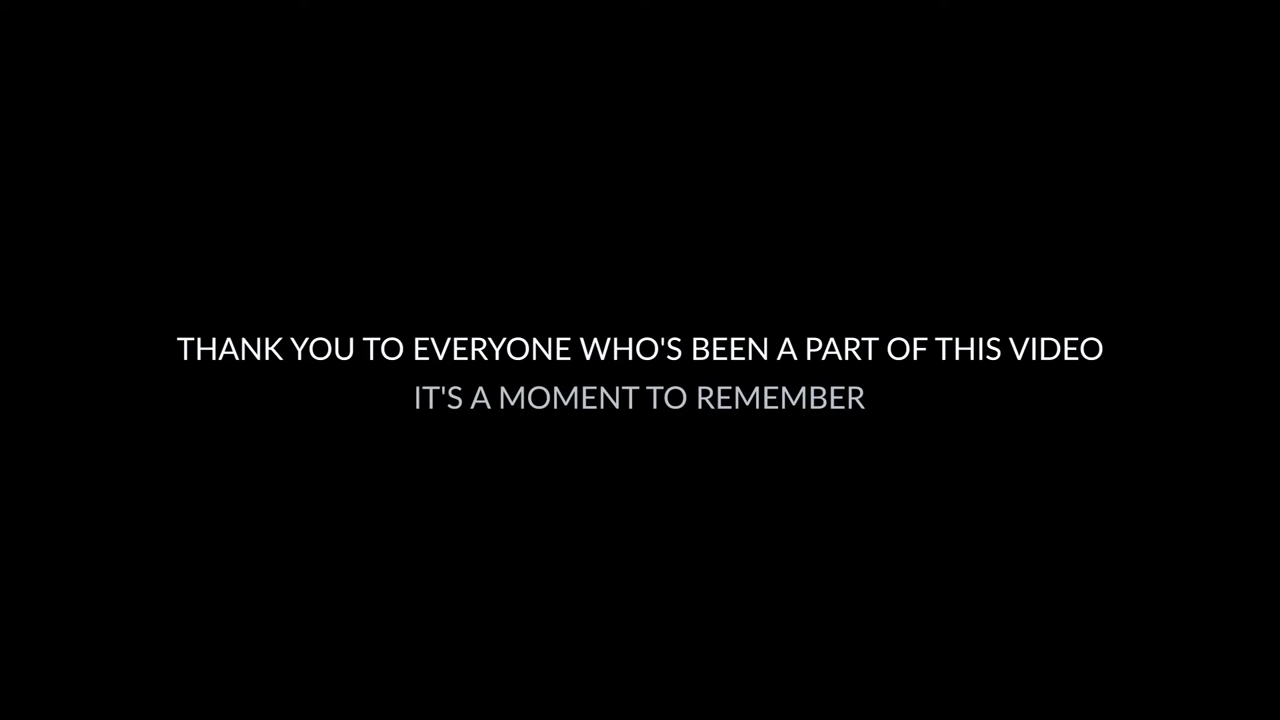 THANK YOU TO EVERYONE WHO'S BEEN A PART OF THIS VIDEO
IT'S A MOMENT TO REMEMBER